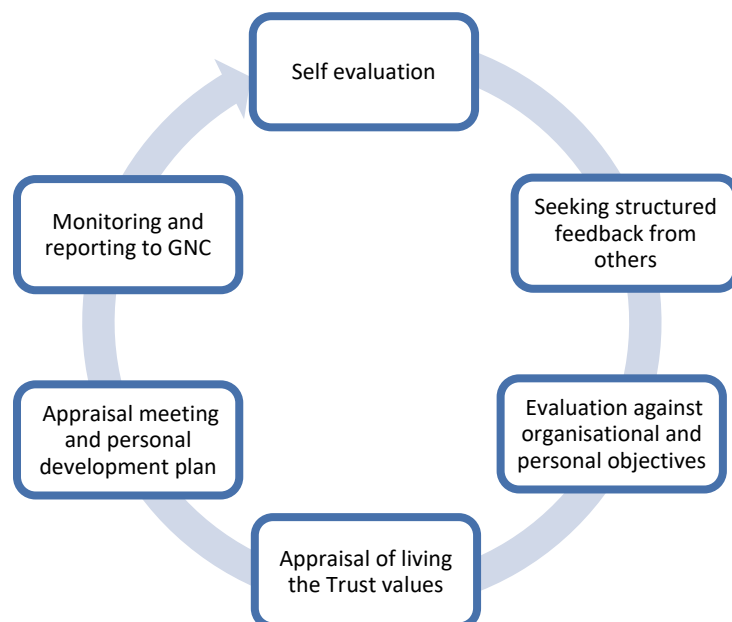 Self evaluation
Seeking structured
feedback from
others
Evaluation against
organisational and
personal objectives
Appraisal of living
the Trust values
Appraisal meeting
and personal
development plan
Monitoring and
reporting to GNC